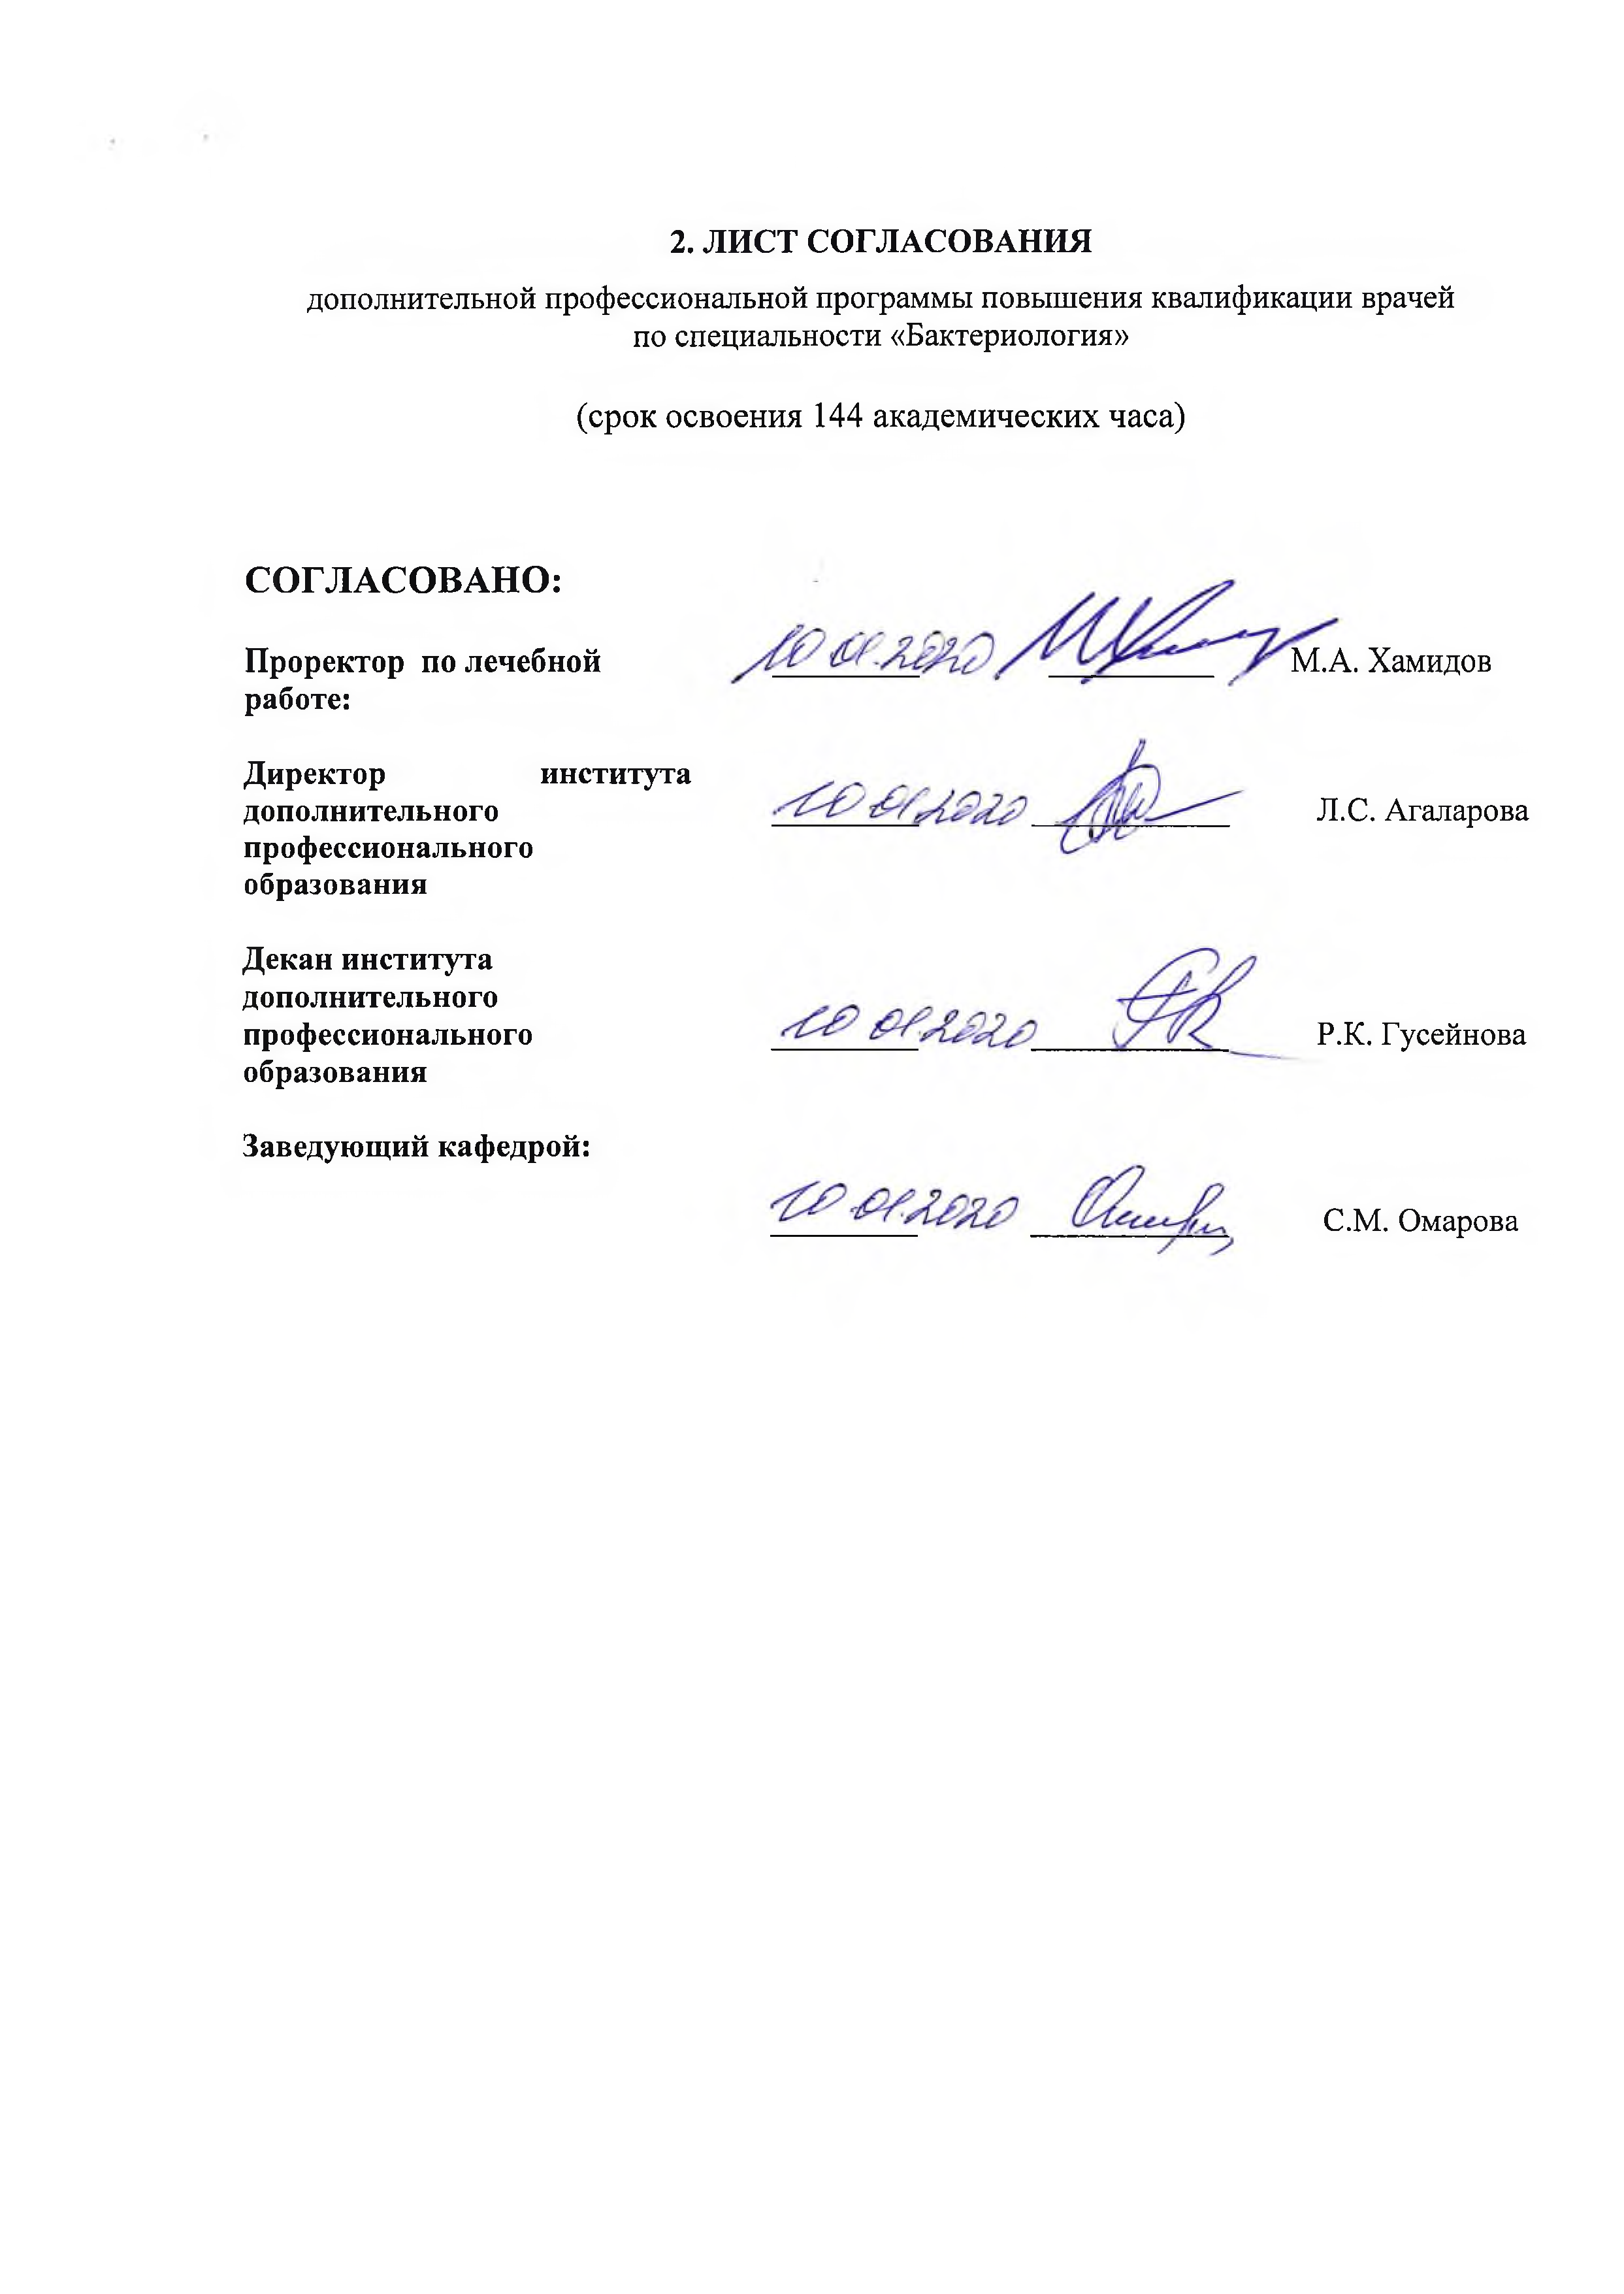 2. ЛИСТ СОГЛАСОВАНИЯ
дополнительной профессиональной программы повышения квалификации врачей
по специальности «Бактериология»
(срок освоения 144 академических часа)
СОГЛАСОВАНО:
Проректор по лечебной
работе:
10.01.2020 М.А. Хамидов
Директор института
дополнительного
профессионального
образования
10.01.2020 Л.С. Агаларова
Декан института
дополнительного
профессионального
образования
10.01.2020 Р.К. Гусейнова
Заведующий кафедрой:
10.01.2020 С.М. Омарова